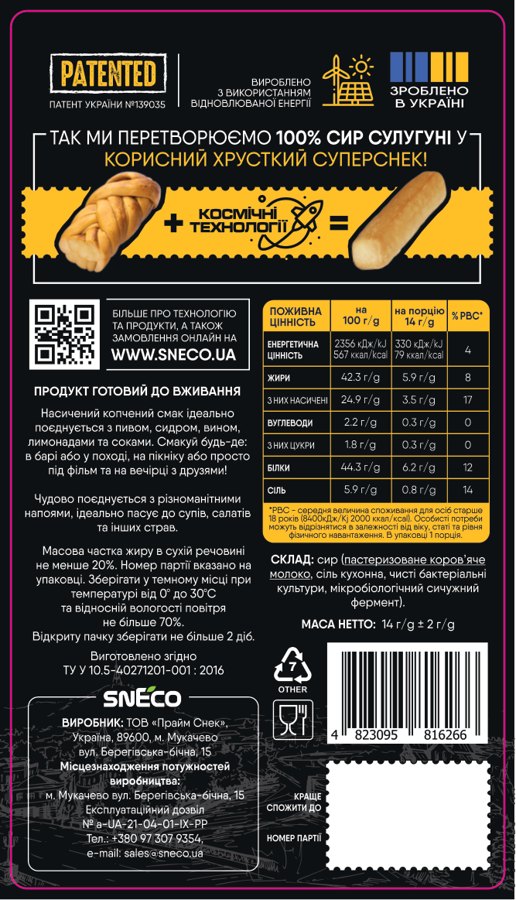 PATENTED
ПАТЕНТ УКРАЇНИ №139035
ВИРОБЛЕНО
З ВИКОРИСТАННЯМ
ВІДНОВЛЮВАНОЇ ЕНЕРГІЇ
ЗРОБЛЕНО
В УКРАЇНІ
ТАК МИ ПЕРЕТВОРЮЄМО 100% СИР СУЛУГУНІ У
КОРИСНИЙ ХРУСТКИЙ СУПЕРСНЕК!
+ КОСМІЧНІ
ТЕХНОЛОГІЇ =
БІЛЬШЕ ПРО ТЕХНОЛОГІЮ
ТА ПРОДУКТИ, А ТАКОЖ
ЗАМОВЛЕННЯ ОНЛАЙН НА
WWW.SNECO.UA
ПРОДУКТ ГОТОВИЙ ДО ВЖИВАННЯ
Насичений копчений смак ідеально
поєднується з пивом, сидром, вином,
лимонадами та соками. Смакуй будь-де:
в барі або у поході, на пікніку або просто
під фільм та на вечірці з друзями!
Чудово поєднується з різноманітними
напоями, ідеально пасує до супів, салатів
та інших страв.
Масова частка жиру в сухій речовині
не менше 20%. Номер партії вказано на
упаковці. Зберігати у темному місці при
температурі від 0° до 30°С
та відносній вологості повітря
не більше 70%.
Відкриту пачку зберігати не більше 2 діб.
Виготовлено згідно
ТУ У 10.5-40271201-001 : 2016
SNECO
ВИРОБНИК: ТОВ «Прайм Снек»,
Україна, 89600, м. Мукачево
вул. Берегівська-бічна, 15
Місцезнаходження потужностей
виробництва:
м. Мукачево вул. Берегівська-бічна, 15
Експлуатаційний дозвіл
№ a-UA-21-04-01-IX-PP
Тел.: +380 97 307 9354,
e-mail: sales@sneco.ua
ПОЖИВНА ЦІННІСТЬ на 100 г/g на порцію 14 г/g % РВС*
ЕНЕРГЕТИЧНА ЦІННІСТЬ 2356 кДж/kJ 567 ккал/kcal 330 кДж/kJ 79 ккал/kcal 4
ЖИРИ 42.3 г/g 5.9 г/g 8
З НИХ НАСИЧЕНІ 24.9 г/g 3.5 г/g 17
ВУГЛЕВОДИ 2.2 г/g 0.3 г/g 0
З НИХ ЦУКРИ 1.8 г/g 0.3 г/g 0
БІЛКИ 44.3 г/g 6.2 г/g 12
СІЛЬ 5.9 г/g 0.8 г/g 14
*РВС - середня величина споживання для осіб старше
18 років (8400кДж/Kj 2000 ккал/kcal). Особисті потреби
можуть відрізнятися в залежності від віку, статі та рівня
фізичного навантаження. В упаковці 1 порція.
СКЛАД: сир (пастеризоване коров'яче
молоко, сіль кухонна, чисті бактеріальні
культури, мікробіологічний сичужний
фермент).
МАСА НЕТТО: 14 г/g ± 2 г/g
7
OTHER
4 823095 816266
КРАЩЕ
СПОЖИТИ ДО
НОМЕР ПАРТІЇ